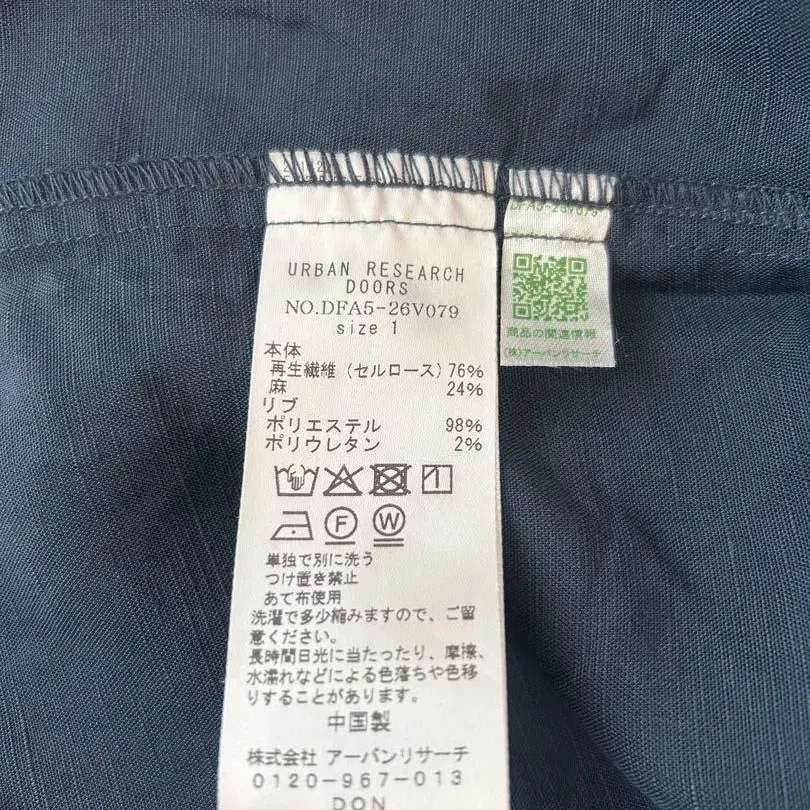 URBAN RESEARCH
DOORS
NO.DFA5-26V079
size 1
本体
再生繊維（セルロース）76%
麻 24%
リブ
ポリエステル 98%
ポリウレタン 2%
F
W
単独で別に洗う
つけ置き禁止
あて布使用
洗濯で多少縮みますので、ご留
意ください。
長時間日光に当たったり、摩擦、
水濡れなどによる色落ちや色移
りすることがあります。
中国製
株式会社 アーバンリサーチ
0120-967-013
DON
DFA5-26V079
商品の関連情報
(株)アーバンリサーチ